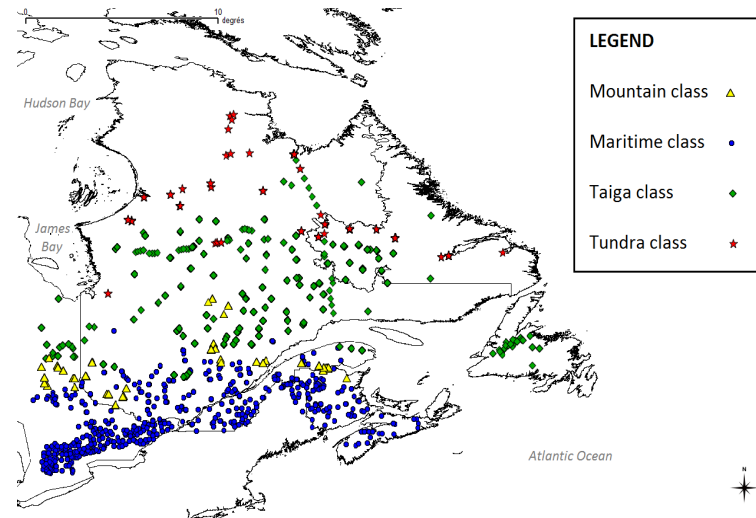 0 10
degrés
LEGEND
Hudson Bay
Mountain class
Maritime class
Taiga class
James
Bay
Tundra class
Atlantic Ocean
N